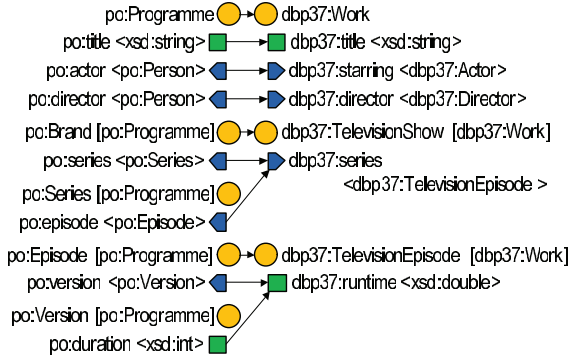 po:Programme dbp37:Work
po:title <xsd:string> dbp37:title <xsd:string>
po:actor <po:Person> dbp37:starring <dbp37:Actor>
po:director <po:Person> dbp37:director <dbp37:Director>
po:Brand [po:Programme] dbp37:TelevisionShow [dbp37:Work]
po:series <po:Series> dbp37:series
<dbp37:TelevisionEpisode >
po:Series [po:Programme]
po:episode <po:Episode>
po:Episode [po:Programme] dbp37:TelevisionEpisode [dbp37:Work]
po:version <po:Version> dbp37:runtime <xsd:double>
po:Version [po:Programme]
po:duration <xsd:int>